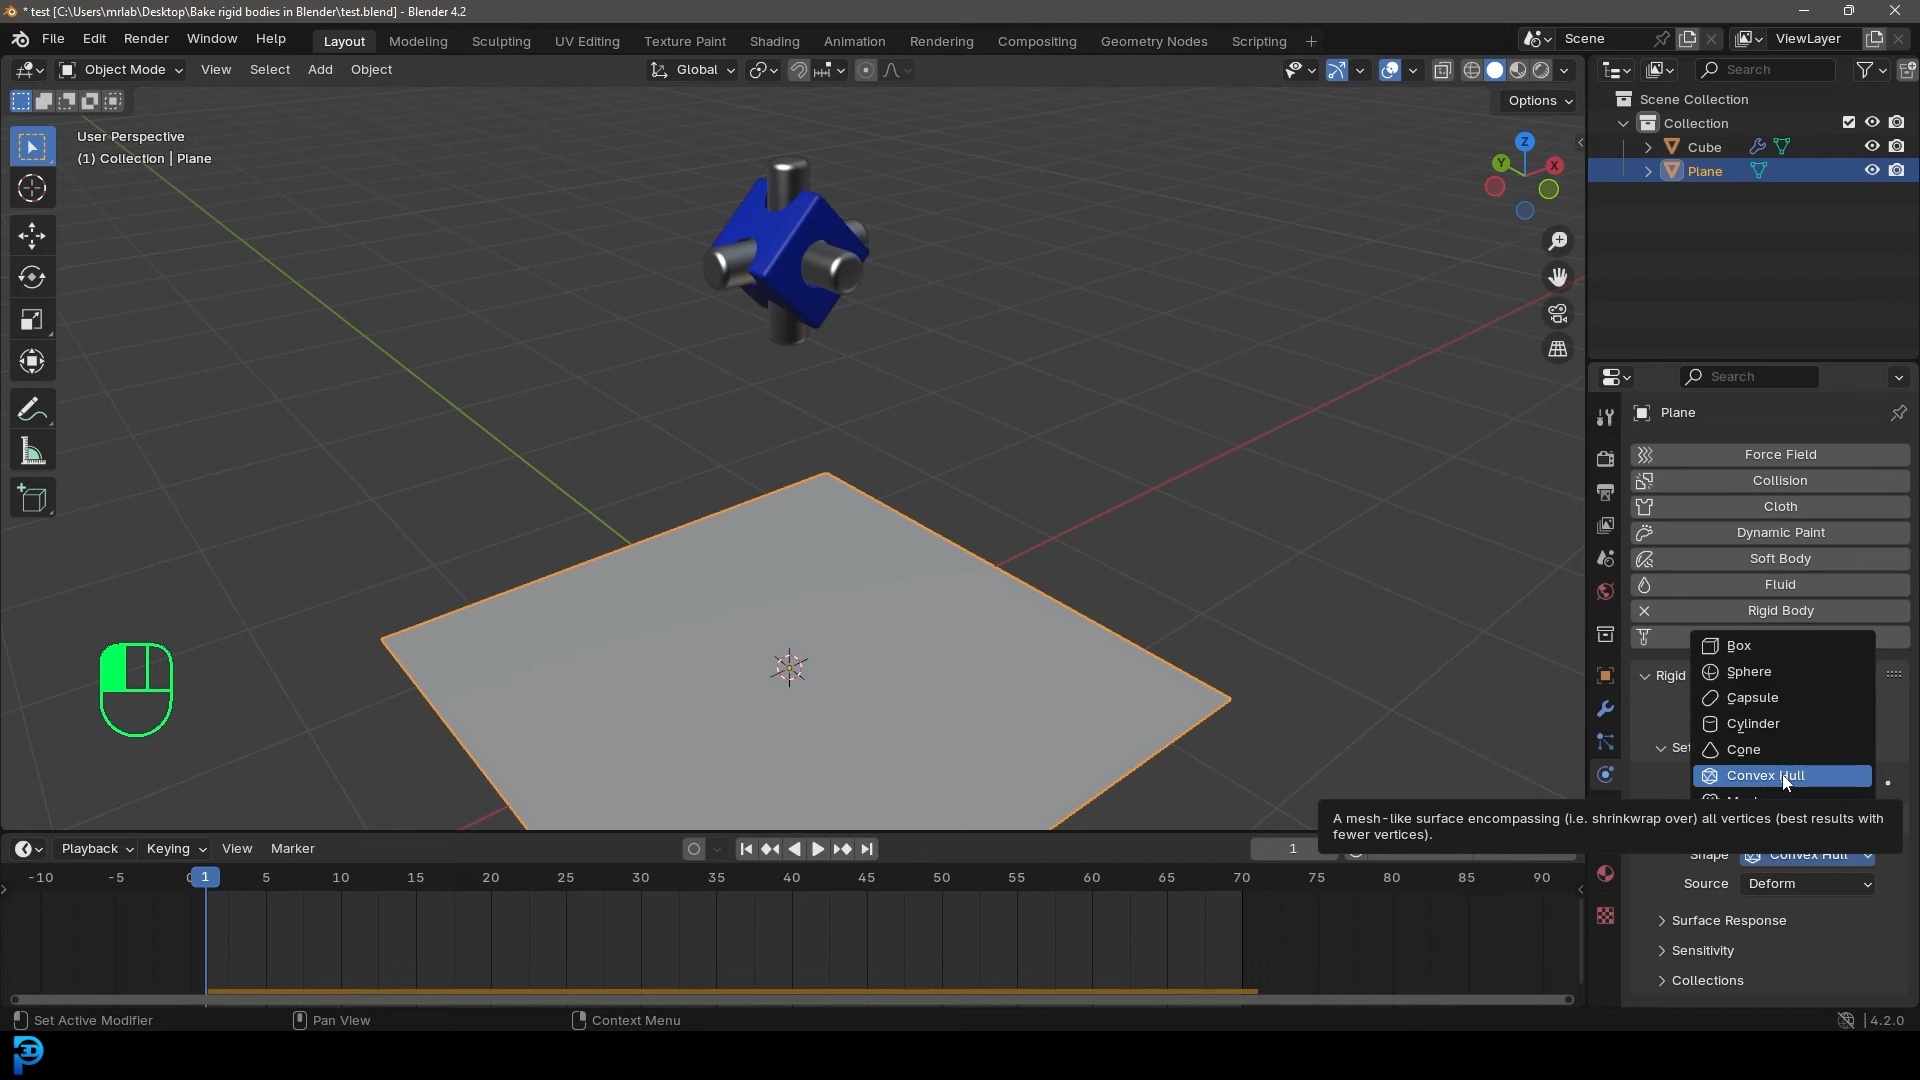 * test [C:\Users\mrlab\Desktop\Bake rigid bodies in Blender\test.blend] - Blender 4.2
File Edit Render Window Help Layout Modeling Sculpting UV Editing Texture Paint Shading Animation Rendering Compositing Geometry Nodes Scripting + Scene ViewLayer
Object Mode View Select Add Object Global Search
Options
Scene Collection
Collection
Cube
Plane
User Perspective
(1) Collection | Plane
Z
Y
X
Search
Plane
Force Field
Collision
Cloth
Dynamic Paint
Soft Body
Fluid
Rigid Body
Box
Rigid
Sphere
Capsule
Cylinder
Cone
Convex Hull
A mesh-like surface encompassing (i.e. shrinkwrap over) all vertices (best results with
fewer vertices).
Shape Convex Hull
Source Deform
Surface Response
Sensitivity
Collections
Playback Keying View Marker 1
-10 -5 0 1 5 10 15 20 25 30 35 40 45 50 55 60 65 70 75 80 85 90
Set Active Modifier Pan View Context Menu 4.2.0